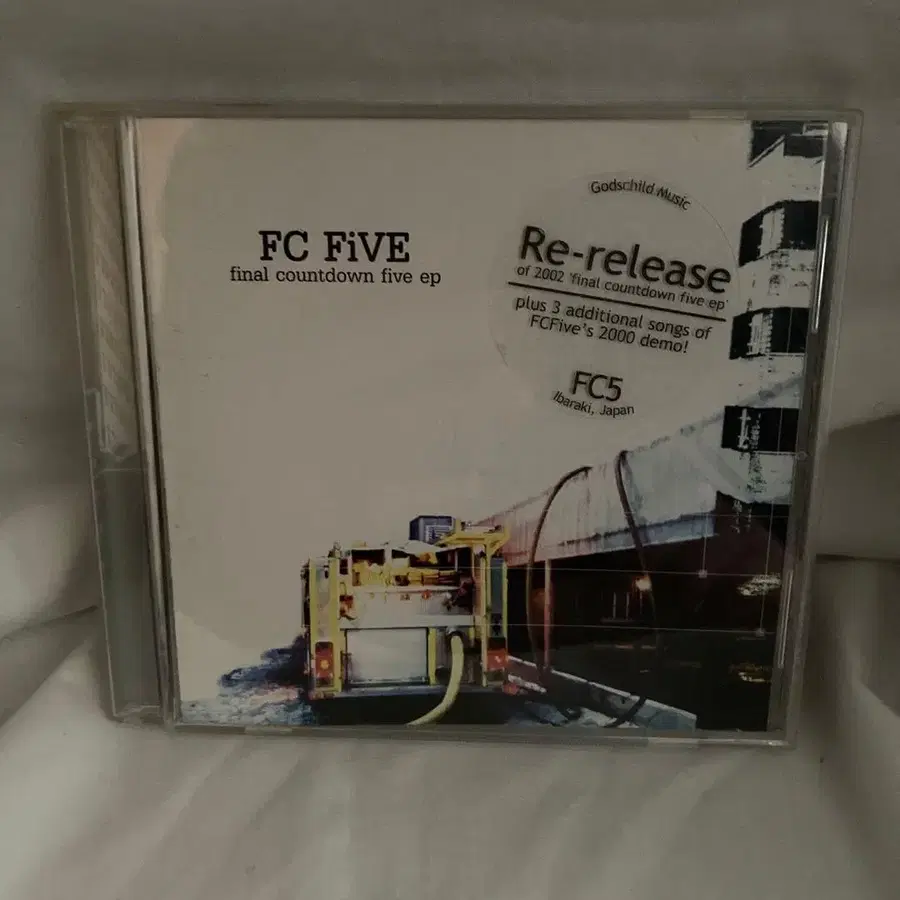 FC FiVE
final countdown five ep
Godschild Music
Re-release
of 2002 'final countdown five ep'
plus 3 additional songs of
FCFive's 2000 demo!
FC5
Ibaraki, Japan